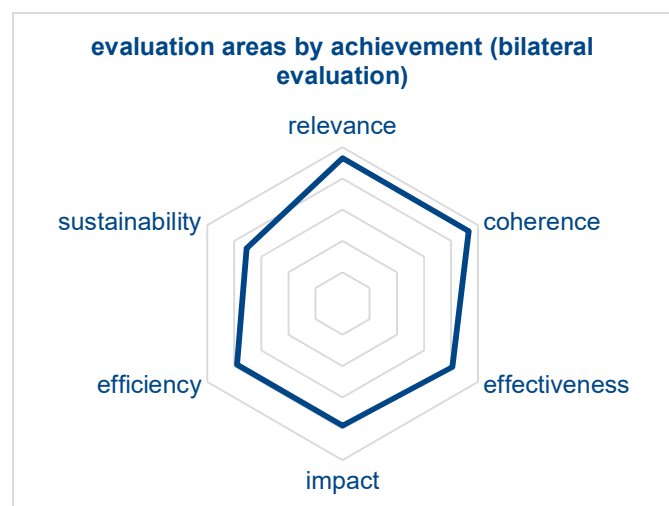 evaluation areas by achievement (bilateral
evaluation)
relevance
sustainability
coherence
efficiency
effectiveness
impact